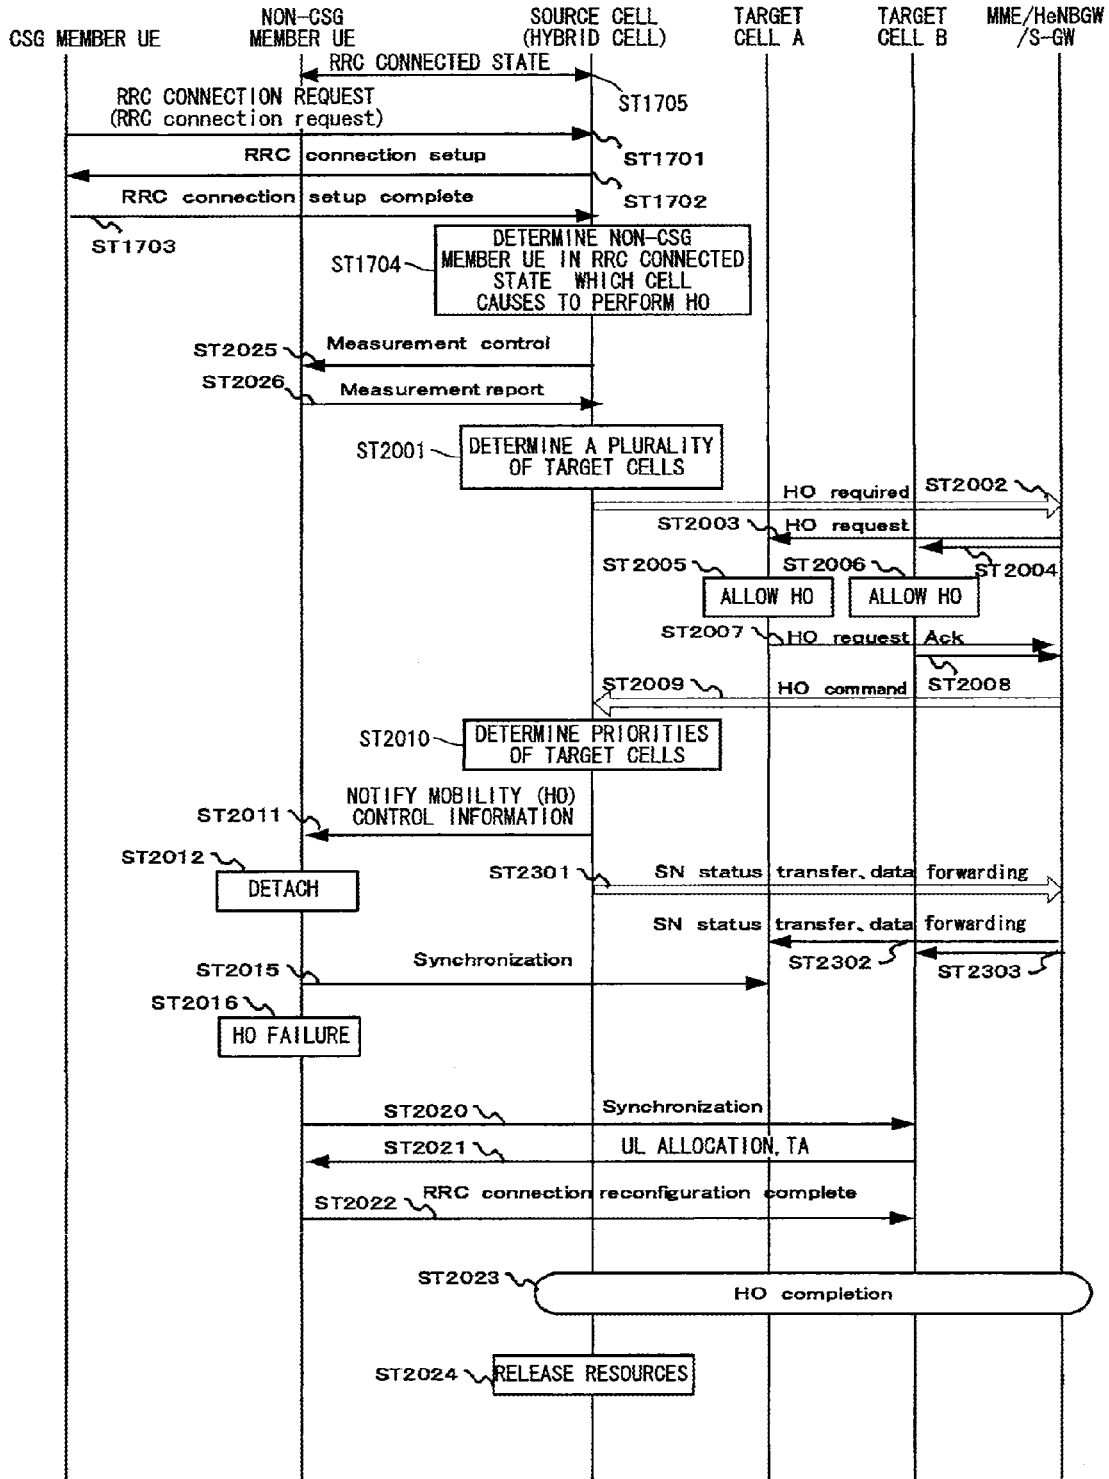 CSG MEMBER UE
NON-CSG
MEMBER UE
SOURCE CELL
(HYBRID CELL)
TARGET
CELL A
TARGET
CELL B
MME/HeNBGW
/S-GW
RRC CONNECTED STATE
ST1705
RRC CONNECTION REQUEST
(RRC connection request)
ST1701
RRC connection setup
ST1702
RRC connection setup complete
ST1703
ST1704
DETERMINE NON-CSG
MEMBER UE IN RRC CONNECTED
STATE WHICH CELL
CAUSES TO PERFORM HO
ST2025
Measurement control
ST2026
Measurement report
ST2001
DETERMINE A PLURALITY
OF TARGET CELLS
HO required
ST2002
ST2003
HO request
ST2004
ST2005
ST2006
ALLOW HO
ALLOW HO
ST2007
HO request Ack
ST2008
ST2009
HO command
ST2010
DETERMINE PRIORITIES
OF TARGET CELLS
NOTIFY MOBILITY (HO)
CONTROL INFORMATION
ST2011
ST2012
DETACH
ST2301
SN status transfer、data forwarding
SN status transfer、data forwarding
ST2302
ST2303
ST2015
Synchronization
ST2016
HO FAILURE
ST2020
Synchronization
ST2021
UL ALLOCATION, TA
ST2022
RRC connection reconfiguration complete
ST2023
HO completion
ST2024
RELEASE RESOURCES